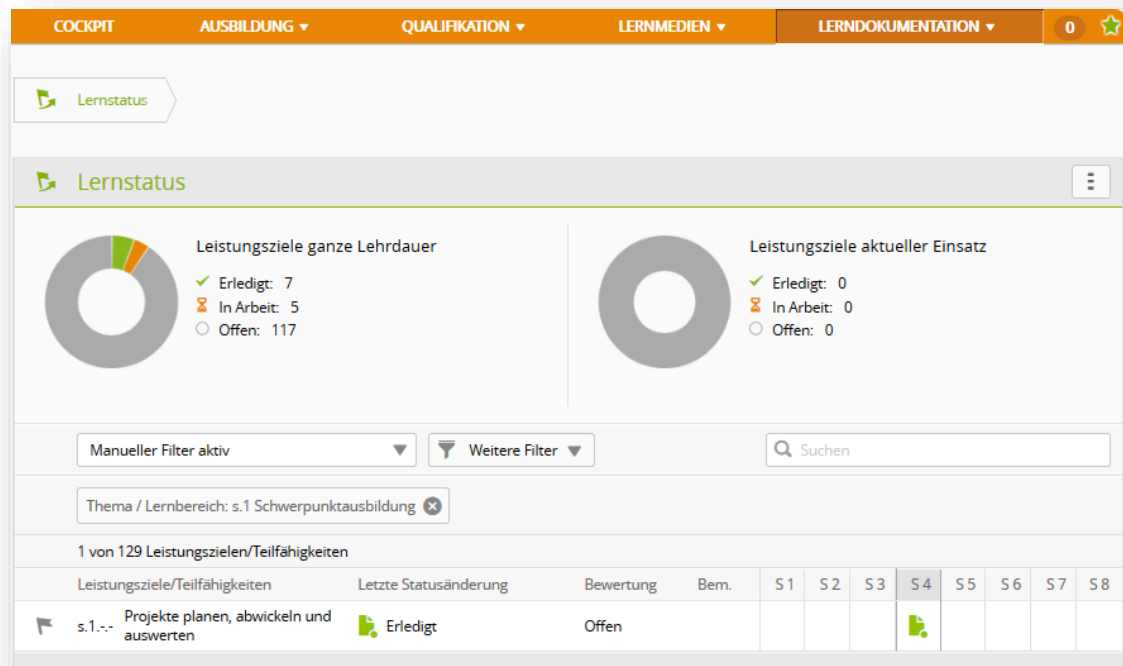 COCKPIT AUSBILDUNG QUALIFIKATION LERNMEDIEN LERNDOKUMENTATION 0
Lernstatus
Lernstatus
Leistungsziele ganze Lehrdauer
Erledigt: 7
In Arbeit: 5
Offen: 117
Leistungsziele aktueller Einsatz
Erledigt: 0
In Arbeit: 0
Offen: 0
Manueller Filter aktiv Weitere Filter Suchen
Thema / Lernbereich: s.1 Schwerpunktausbildung
1 von 129 Leistungszielen/Teilfähigkeiten
Leistungsziele/Teilfähigkeiten Letzte Statusänderung Bewertung Bem. S 1 S 2 S 3 S 4 S 5 S 6 S 7 S 8
s.1.-.- Projekte planen, abwickeln und auswerten Erledigt Offen